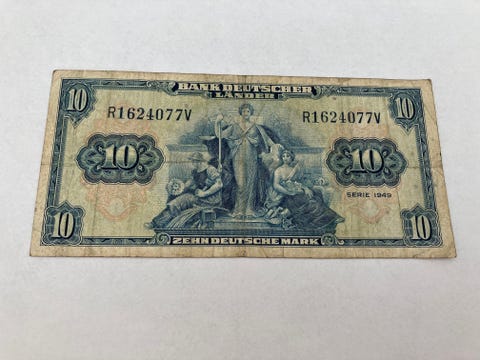 BANK DEUTSCHER
LÄNDER
10
10
R1624077V
R1624077V
10
10
SERIE 1949
10
10
ZEHN DEUTSCHE MARK